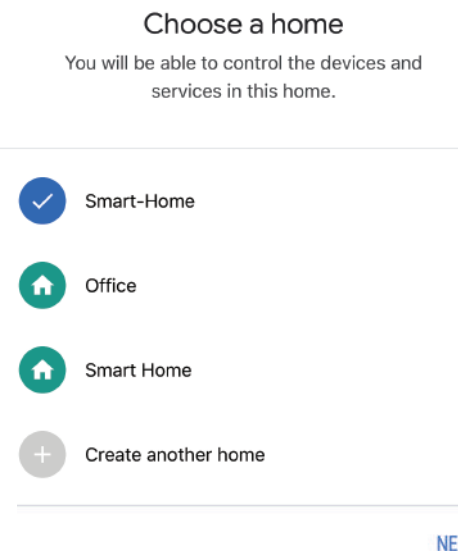 Choose a home
You will be able to control the devices and
services in this home.
Smart-Home
Office
Smart Home
Create another home
NE